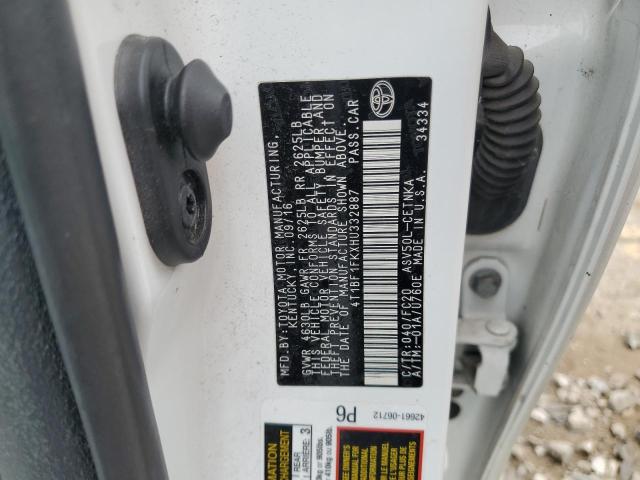 MFD.BY:TOYOTA MOTOR MANUFACTURING,
KENTUCKY, INC.09/16
GVWR 4630LB GAWR FR 2625LB RR 2625LB
THIS VEHICLE CONFORMS TO ALL APPLICABLE
FEDERAL MOTOR VEHICLE SAFETY, BUMPER AND
THEFT PREVENTION STANDARDS IN EFFECT ON
THE DATE OF MANUFACTURE SHOWN ABOVE.
4T1BF1FKXHU332887 PASS.CAR
C/TR:040/FC20 ASV50L-CETNKA
A/TM:-01A/U760E MADE IN U.S.A. 34334
P6
42661-06712
REAR 3
ARRIERE